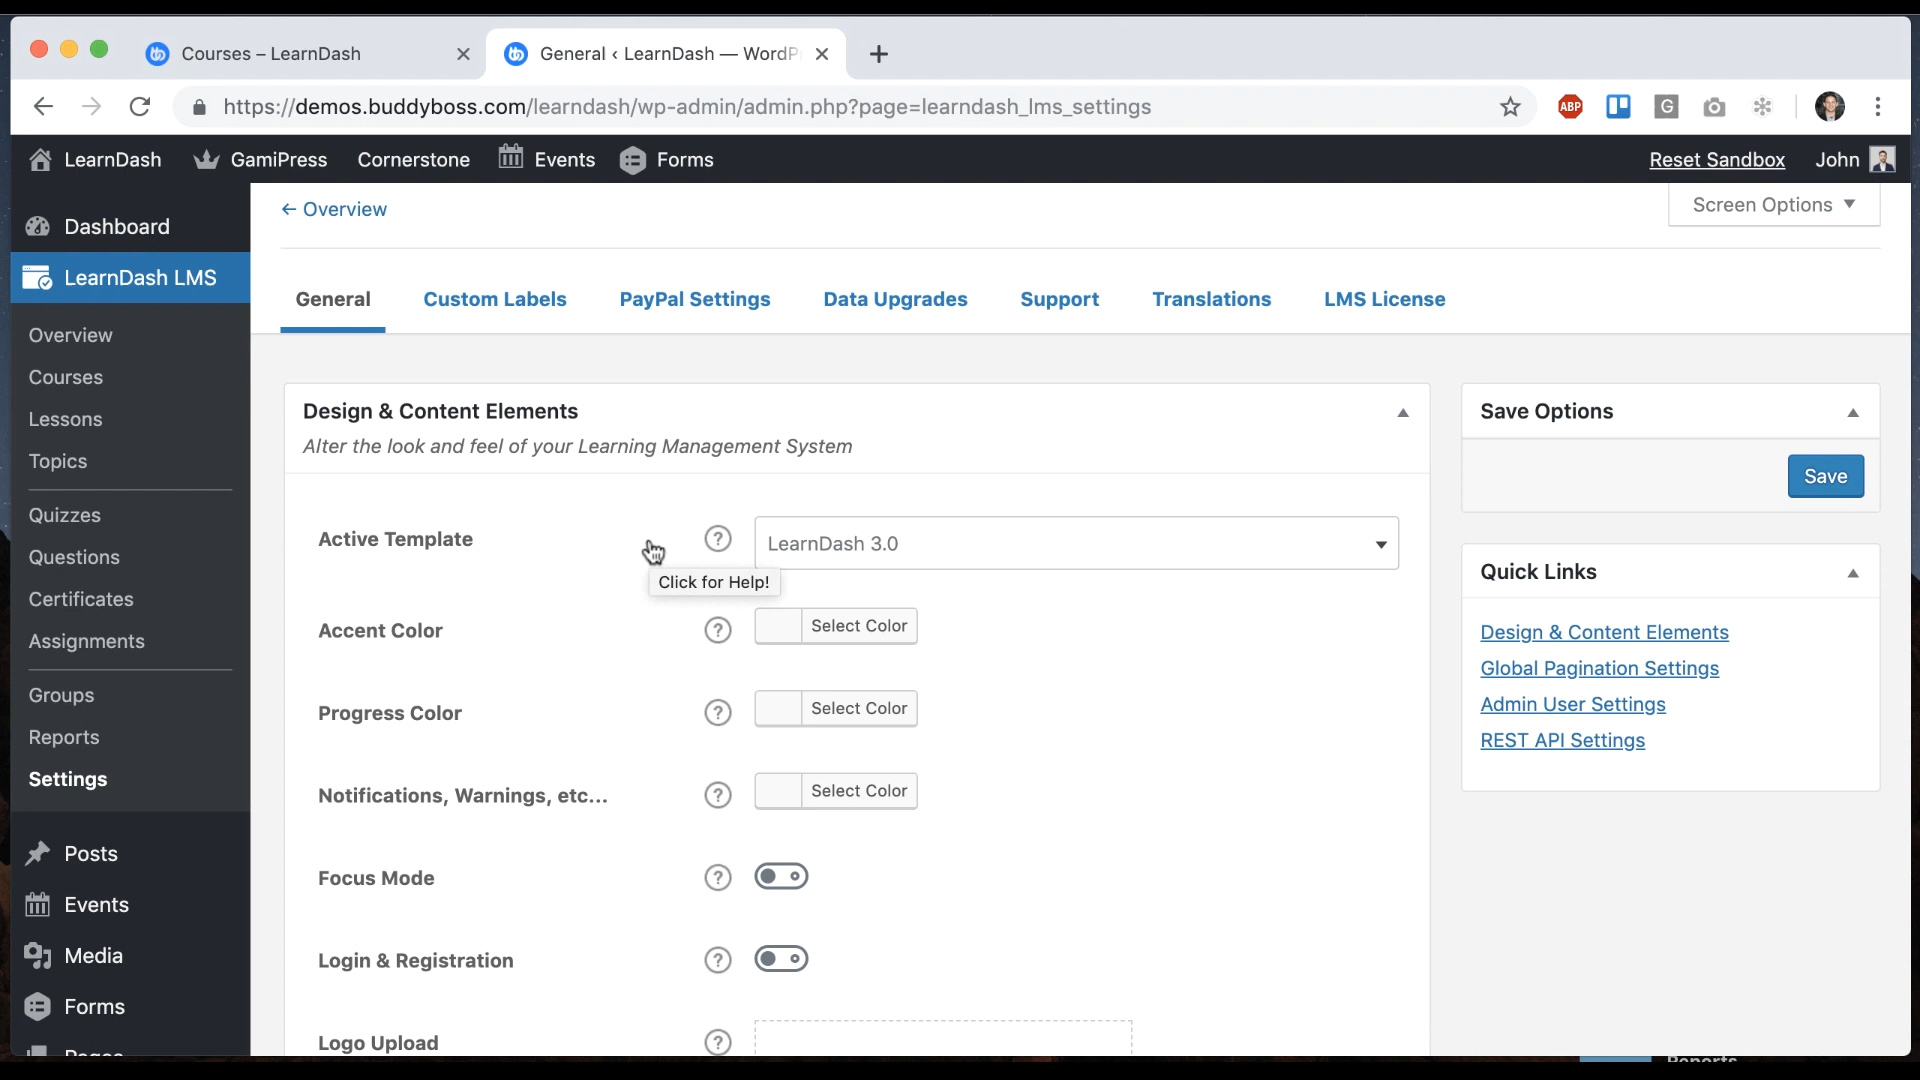 Courses – LearnDash
General ‹ LearnDash — WordP
https://demos.buddyboss.com/learndash/wp-admin/admin.php?page=learndash_lms_settings
ABP
G
LearnDash
GamiPress
Cornerstone
Events
Forms
Reset Sandbox
John
Dashboard
LearnDash LMS
Overview
Courses
Lessons
Topics
Quizzes
Questions
Certificates
Assignments
Groups
Reports
Settings
Posts
Events
Media
Forms
Pages
← Overview
Screen Options
General
Custom Labels
PayPal Settings
Data Upgrades
Support
Translations
LMS License
Design & Content Elements
Alter the look and feel of your Learning Management System
Active Template
?
LearnDash 3.0
Click for Help!
Accent Color
?
Select Color
Progress Color
?
Select Color
Notifications, Warnings, etc...
?
Select Color
Focus Mode
?
Login & Registration
?
Logo Upload
?
Save Options
Save
Quick Links
Design & Content Elements
Global Pagination Settings
Admin User Settings
REST API Settings
Reports